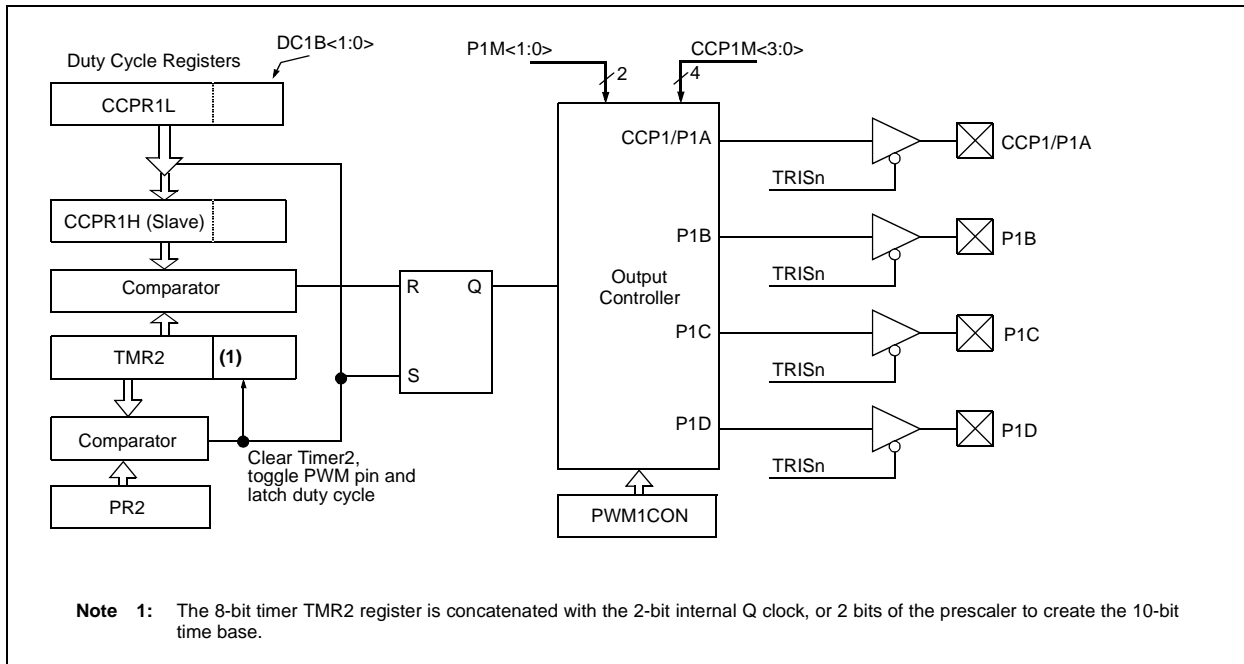 DC1B<1:0>
Duty Cycle Registers
CCPR1L
CCPR1H (Slave)
Comparator
TMR2
(1)
Comparator
PR2
Clear Timer2,
toggle PWM pin and
latch duty cycle
R
Q
S
P1M<1:0>
2
CCP1M<3:0>
4
Output
Controller
CCP1/P1A
P1B
P1C
P1D
PWM1CON
TRISn
CCP1/P1A
TRISn
P1B
TRISn
P1C
TRISn
P1D
Note 1: The 8-bit timer TMR2 register is concatenated with the 2-bit internal Q clock, or 2 bits of the prescaler to create the 10-bit
time base.